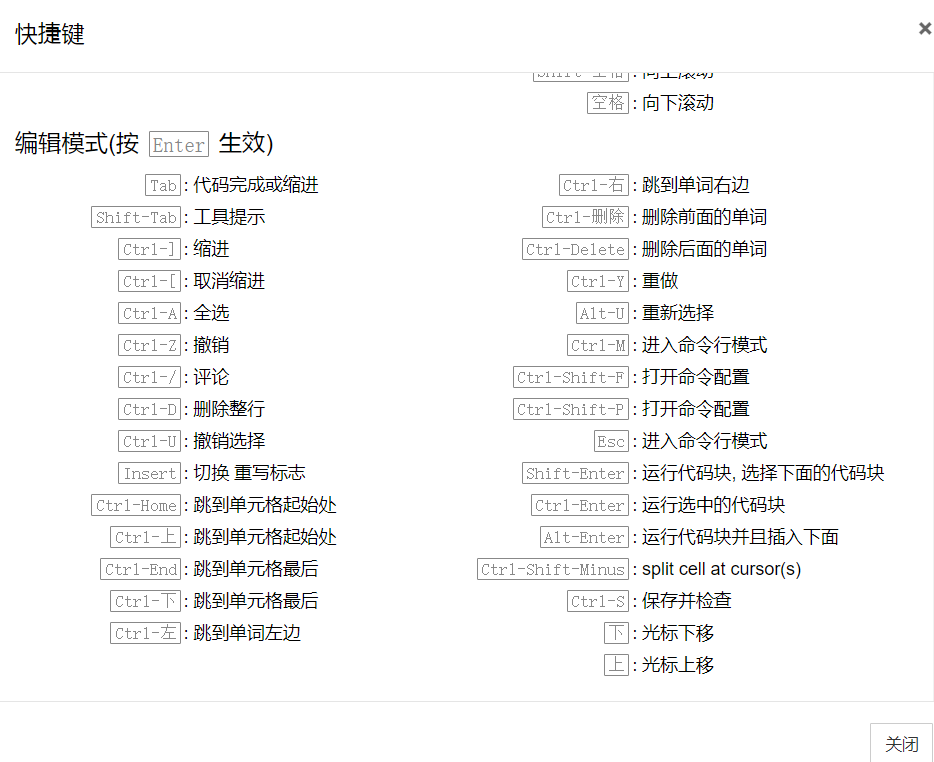 快捷键
×
Shift-空格 : 向上滚动
空格 : 向下滚动
编辑模式(按 Enter 生效)
Tab : 代码完成或缩进
Shift-Tab : 工具提示
Ctrl-] : 缩进
Ctrl-[ : 取消缩进
Ctrl-A : 全选
Ctrl-Z : 撤销
Ctrl-/ : 评论
Ctrl-D : 删除整行
Ctrl-U : 撤销选择
Insert : 切换 重写标志
Ctrl-Home : 跳到单元格起始处
Ctrl-上 : 跳到单元格起始处
Ctrl-End : 跳到单元格最后
Ctrl-下 : 跳到单元格最后
Ctrl-左 : 跳到单词左边
Ctrl-右 : 跳到单词右边
Ctrl-删除 : 删除前面的单词
Ctrl-Delete : 删除后面的单词
Ctrl-Y : 重做
Alt-U : 重新选择
Ctrl-M : 进入命令行模式
Ctrl-Shift-F : 打开命令配置
Ctrl-Shift-P : 打开命令配置
Esc : 进入命令行模式
Shift-Enter : 运行代码块, 选择下面的代码块
Ctrl-Enter : 运行选中的代码块
Alt-Enter : 运行代码块并且插入下面
Ctrl-Shift-Minus : split cell at cursor(s)
Ctrl-S : 保存并检查
下 : 光标下移
上 : 光标上移
关闭